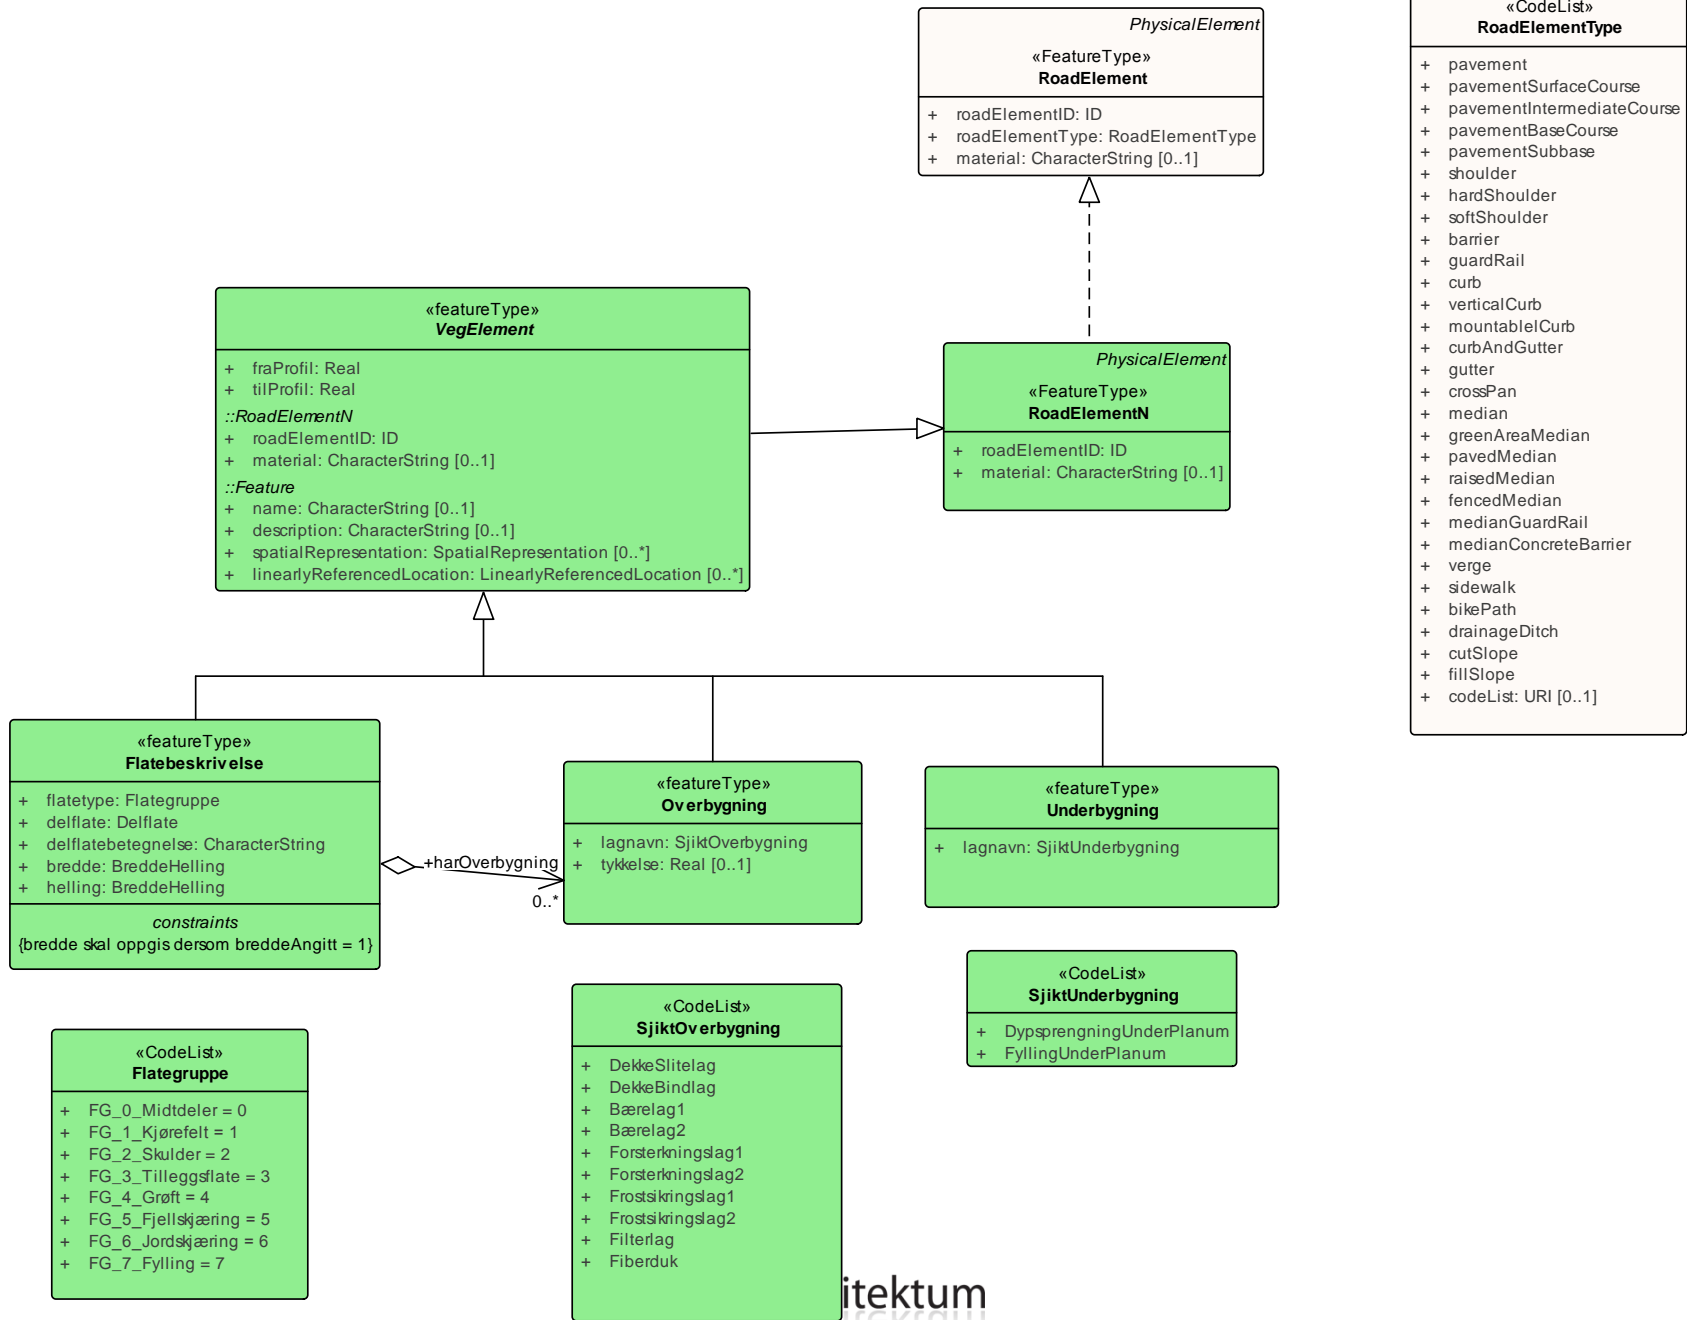 PhysicalElement
«FeatureType»
RoadElement
+ roadElementID: ID
+ roadElementType: RoadElementType
+ material: CharacterString [0..1]
«CodeList»
RoadElementType
+ pavement
+ pavementSurfaceCourse
+ pavementIntermediateCourse
+ pavementBaseCourse
+ pavementSubbase
+ shoulder
+ hardShoulder
+ softShoulder
+ barrier
+ guardRail
+ curb
+ verticalCurb
+ mountablelCurb
+ curbAndGutter
+ gutter
+ crossPan
+ median
+ greenAreaMedian
+ pavedMedian
+ raisedMedian
+ fencedMedian
+ medianGuardRail
+ medianConcreteBarrier
+ verge
+ sidewalk
+ bikePath
+ drainageDitch
+ cutSlope
+ fillSlope
+ codeList: URI [0..1]
«featureType»
VegElement
+ fraProfil: Real
+ tilProfil: Real
::RoadElementN
+ roadElementID: ID
+ material: CharacterString [0..1]
::Feature
+ name: CharacterString [0..1]
+ description: CharacterString [0..1]
+ spatialRepresentation: SpatialRepresentation [0..*]
+ linearlyReferencedLocation: LinearlyReferencedLocation [0..*]
PhysicalElement
«FeatureType»
RoadElementN
+ roadElementID: ID
+ material: CharacterString [0..1]
«featureType»
Flatebeskrivelse
+ flatetype: Flategruppe
+ delflate: Delflate
+ delflatebetegnelse: CharacterString
+ bredde: BreddeHelling
+ helling: BreddeHelling
constraints
{bredde skal oppgis dersom breddeAngitt = 1}
+harOverbygning
0..*
«featureType»
Overbygning
+ lagnavn: SjiktOverbygning
+ tykkelse: Real [0..1]
«featureType»
Underbygning
+ lagnavn: SjiktUnderbygning
«CodeList»
Flategruppe
+ FG_0_Midtdeler = 0
+ FG_1_Kjørefelt = 1
+ FG_2_Skulder = 2
+ FG_3_Tilleggsflate = 3
+ FG_4_Grøft = 4
+ FG_5_Fjellskjæring = 5
+ FG_6_Jordskjæring = 6
+ FG_7_Fylling = 7
«CodeList»
SjiktOverbygning
+ DekkeSlitelag
+ DekkeBindlag
+ Bærelag1
+ Bærelag2
+ Forsterkningslag1
+ Forsterkningslag2
+ Frostsikringslag1
+ Frostsikringslag2
+ Filterlag
+ Fiberduk
«CodeList»
SjiktUnderbygning
+ DypsprengningUnderPlanum
+ FyllingUnderPlanum
itektum